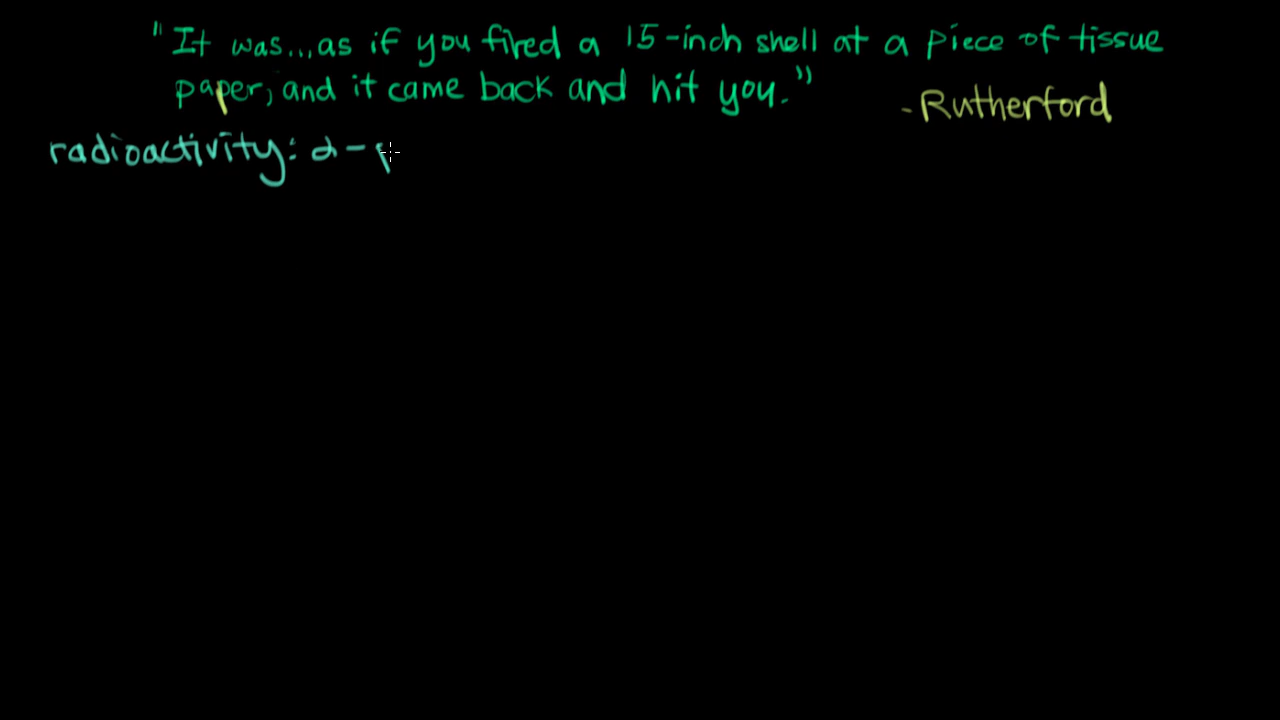 "It was...as if you fired a 15-inch shell at a piece of tissue
paper, and it came back and hit you."
- Rutherford
radioactivity: α-p